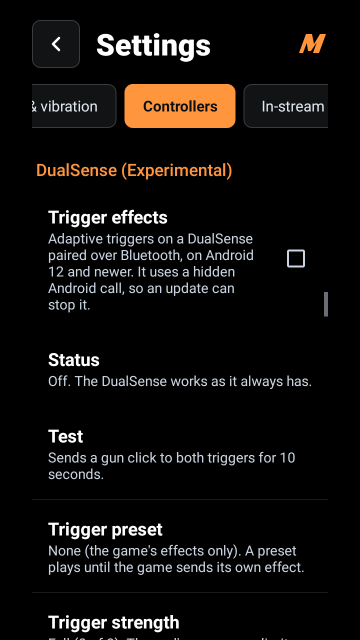 Settings
& vibration
Controllers
In-stream
DualSense (Experimental)
Trigger effects
Adaptive triggers on a DualSense
paired over Bluetooth, on Android
12 and newer. It uses a hidden
Android call, so an update can
stop it.
Status
Off. The DualSense works as it always has.
Test
Sends a gun click to both triggers for 10
seconds.
Trigger preset
None (the game's effects only). A preset
plays until the game sends its own effect.
Trigger strength